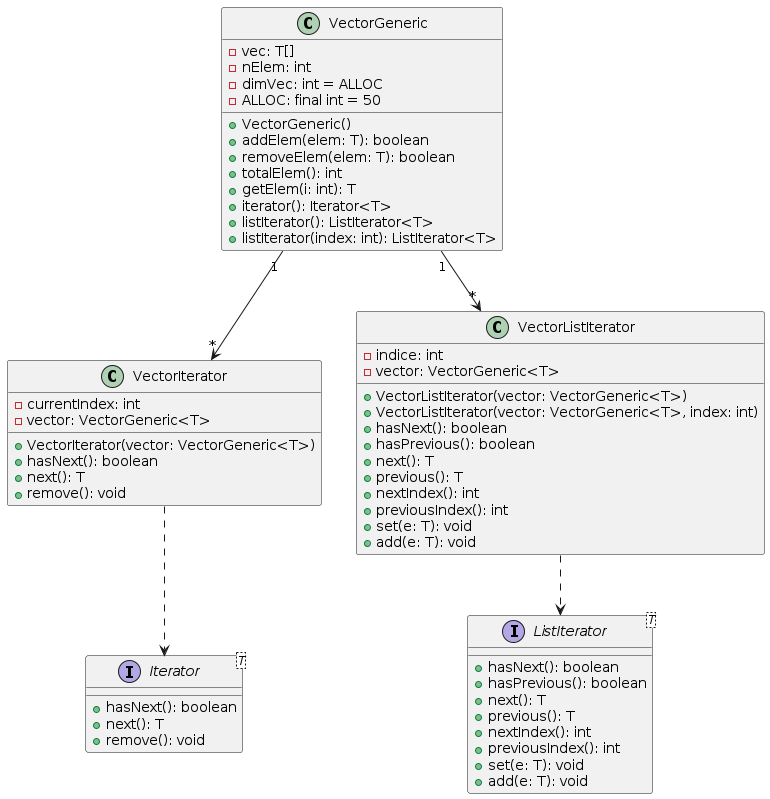 C VectorGeneric
vec: T[]
nElem: int
dimVec: int = ALLOC
ALLOC: final int = 50
VectorGeneric()
addElem(elem: T): boolean
removeElem(elem: T): boolean
totalElem(): int
getElem(i: int): T
iterator(): Iterator<T>
listIterator(): ListIterator<T>
listIterator(index: int): ListIterator<T>
1
*
1
*
C VectorIterator
currentIndex: int
vector: VectorGeneric<T>
VectorIterator(vector: VectorGeneric<T>)
hasNext(): boolean
next(): T
remove(): void
C VectorListIterator
indice: int
vector: VectorGeneric<T>
VectorListIterator(vector: VectorGeneric<T>)
VectorListIterator(vector: VectorGeneric<T>, index: int)
hasNext(): boolean
hasPrevious(): boolean
next(): T
previous(): T
nextIndex(): int
previousIndex(): int
set(e: T): void
add(e: T): void
I Iterator T
hasNext(): boolean
next(): T
remove(): void
I ListIterator T
hasNext(): boolean
hasPrevious(): boolean
next(): T
previous(): T
nextIndex(): int
previousIndex(): int
set(e: T): void
add(e: T): void